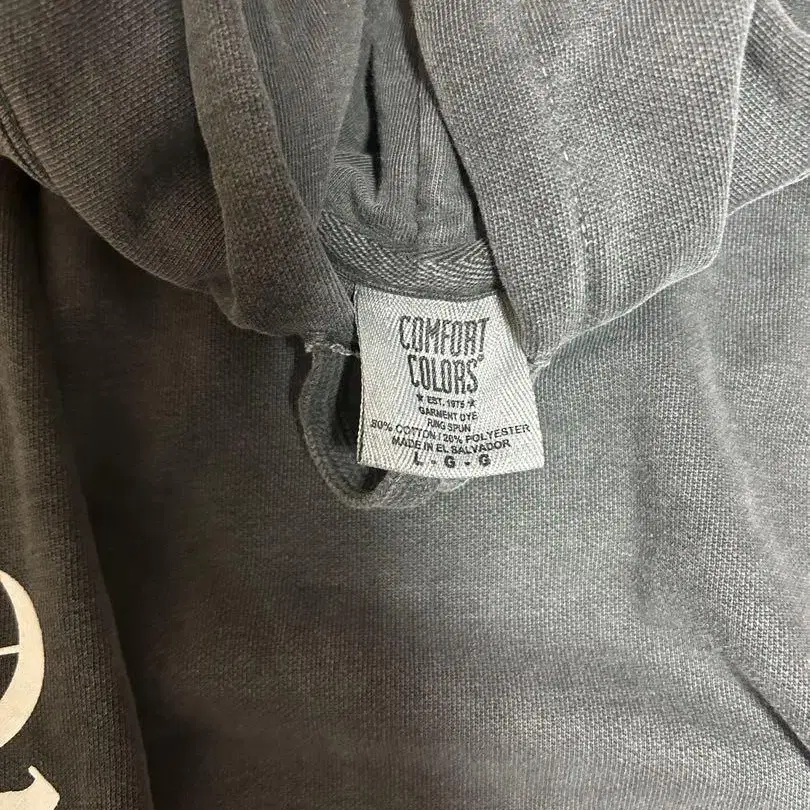 COMFORT
COLORS®
★ EST. 1975 ★
GARMENT DYE
RING SPUN
80% COTTON / 20% POLYESTER
MADE IN EL SALVADOR
L - G - G